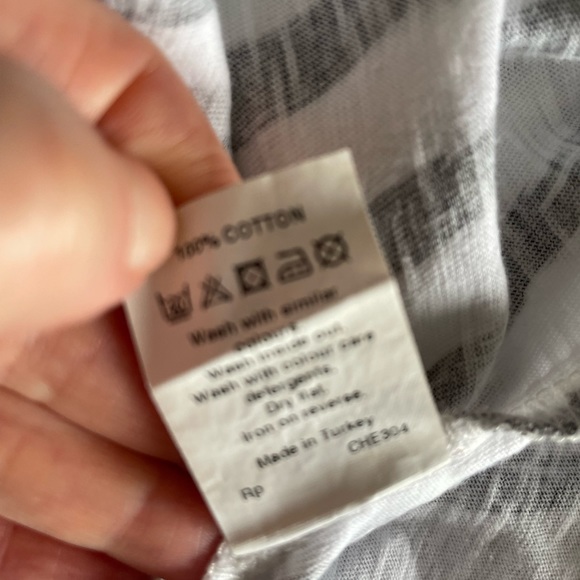 100% COTTON
Wash with similar
colours.
Wash inside out.
Wash with colour care
detergents.
Dry flat.
Iron on reverse.
Made in Turkey
CHE304
Rp